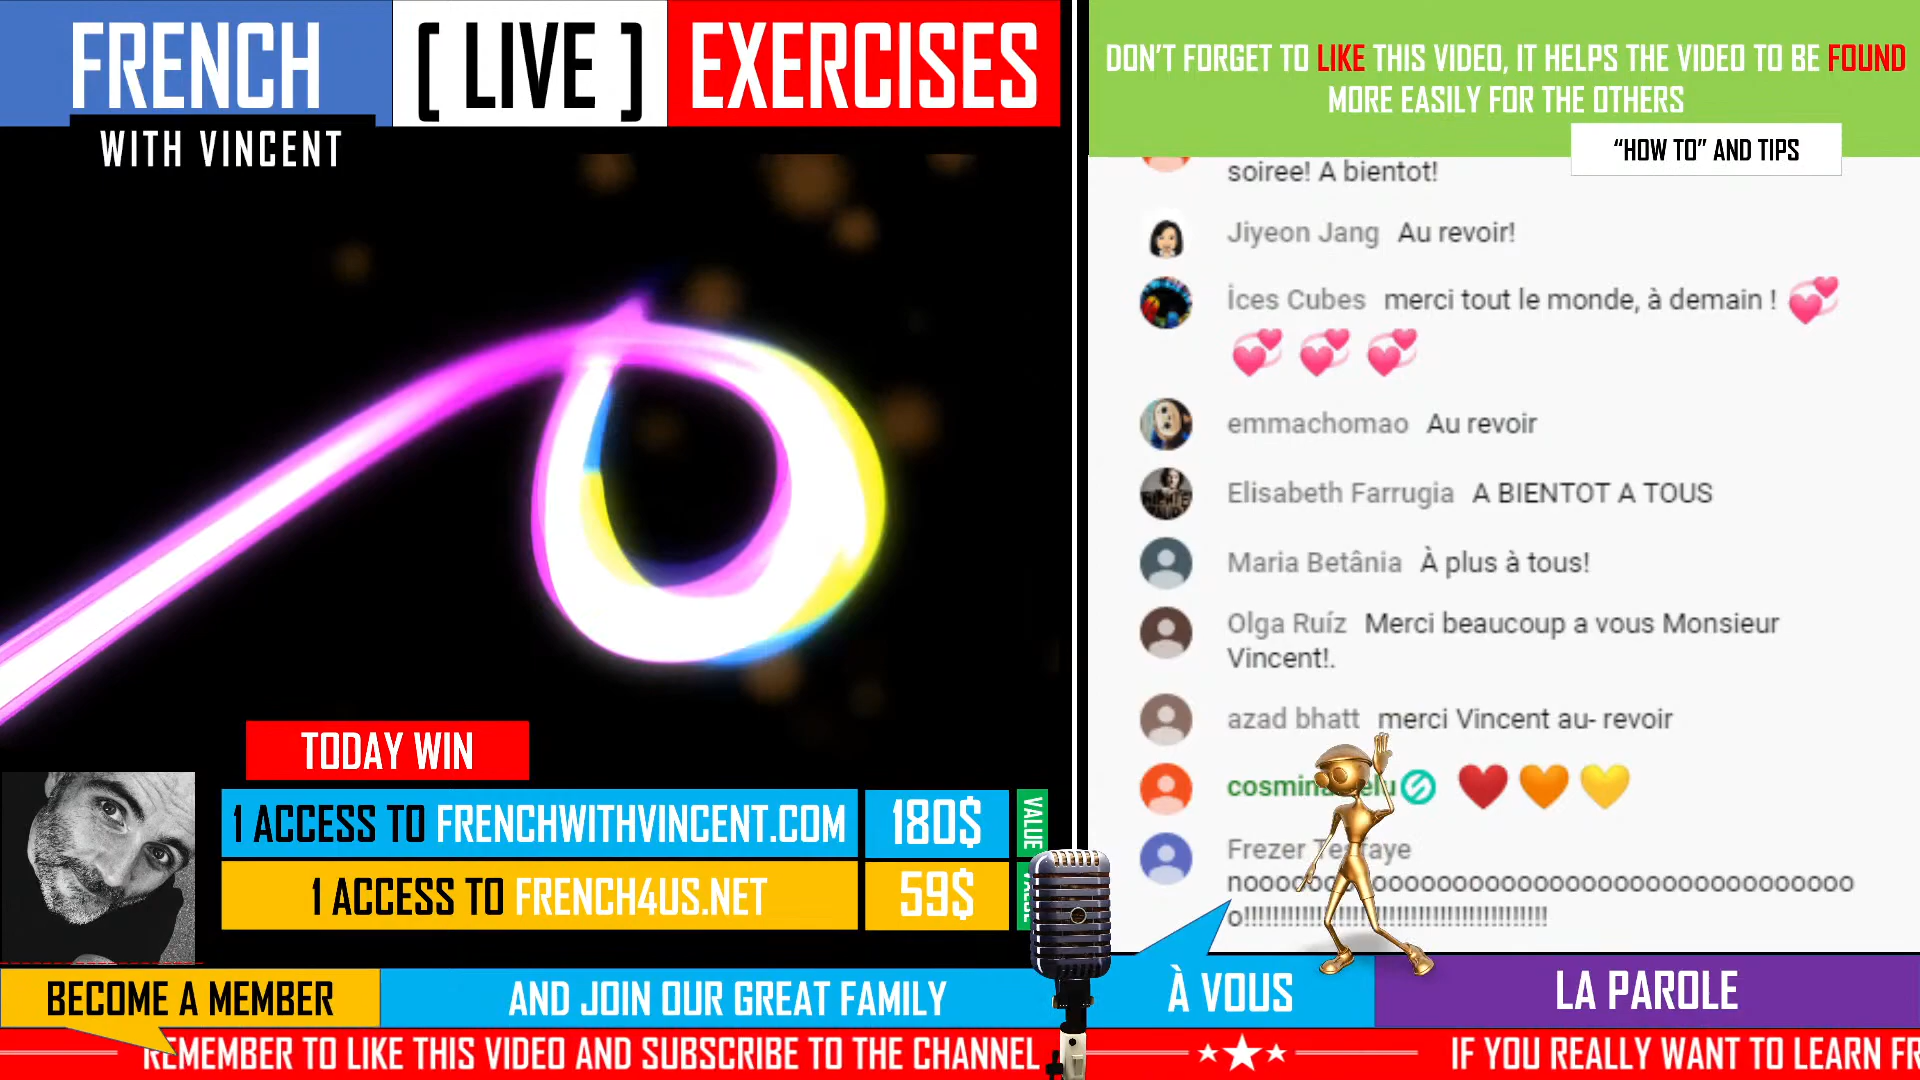 FRENCH
[ LIVE ]
EXERCISES
WITH VINCENT
DON'T FORGET TO LIKE THIS VIDEO, IT HELPS THE VIDEO TO BE FOUND
MORE EASILY FOR THE OTHERS
“HOW TO” AND TIPS
soiree! A bientot!
Jiyeon Jang Au revoir!
İces Cubes merci tout le monde, à demain !
emmachomao Au revoir
Elisabeth Farrugia A BIENTOT A TOUS
Maria Betânia À plus à tous!
Olga Ruíz Merci beaucoup a vous Monsieur
Vincent!.
azad bhatt merci Vincent au- revoir
Frezer
TODAY WIN
1 ACCESS TO FRENCHWITHVINCENT.COM 180$ VALUE
1 ACCESS TO FRENCH4US.NET 59$
BECOME A MEMBER
AND JOIN OUR GREAT FAMILY
À VOUS
LA PAROLE
REMEMBER TO LIKE THIS VIDEO AND SUBSCRIBE TO THE CHANNEL
IF YOU REALLY WANT TO LEARN FR